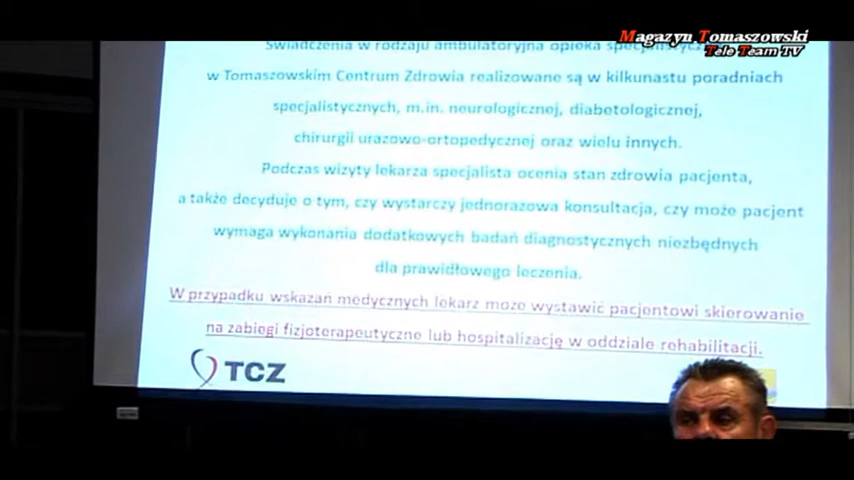 Magazyn Tomaszowski
Tele Team TV
Świadczenia w rodzaju ambulatoryjna opieka
w Tomaszowskim Centrum Zdrowia realizowane są w kilkunastu poradniach
specjalistycznych, m.in. neurologicznej, diabetologicznej,
chirurgii urazowo-ortopedycznej oraz wielu innych.
Podczas wizyty lekarza specjalista ocenia stan zdrowia pacjenta,
a także decyduje o tym, czy wystarczy jednorazowa konsultacja, czy może pacjent
wymaga wykonania dodatkowych badań diagnostycznych niezbędnych
dla prawidłowego leczenia.
W przypadku wskazań medycznych lekarz może wystawić pacjentowi skierowanie
na zabiegi fizjoterapeutyczne lub hospitalizację w oddziale rehabilitacji.
TCZ